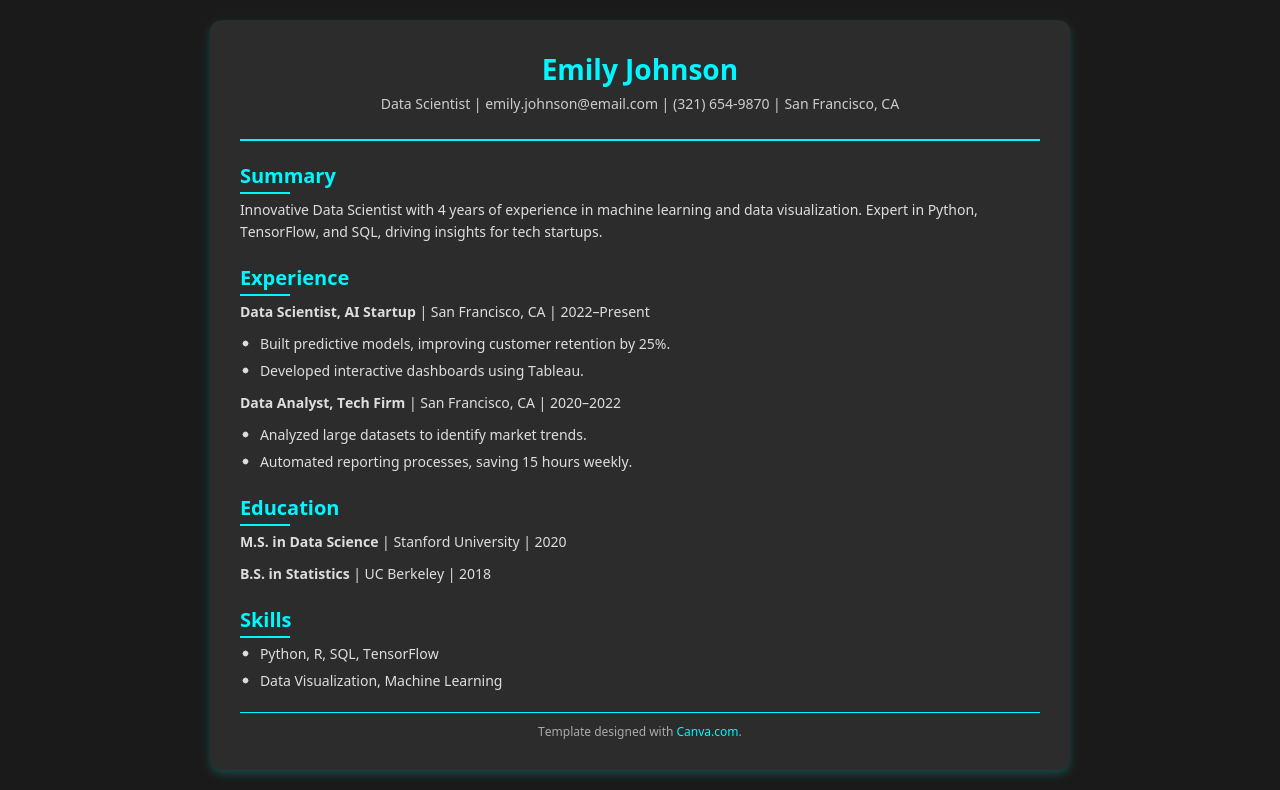 Emily Johnson
Data Scientist | emily.johnson@email.com | (321) 654-9870 | San Francisco, CA
Summary
Innovative Data Scientist with 4 years of experience in machine learning and data visualization. Expert in Python,
TensorFlow, and SQL, driving insights for tech startups.
Experience
Data Scientist, AI Startup | San Francisco, CA | 2022–Present
• Built predictive models, improving customer retention by 25%.
• Developed interactive dashboards using Tableau.
Data Analyst, Tech Firm | San Francisco, CA | 2020–2022
• Analyzed large datasets to identify market trends.
• Automated reporting processes, saving 15 hours weekly.
Education
M.S. in Data Science | Stanford University | 2020
B.S. in Statistics | UC Berkeley | 2018
Skills
• Python, R, SQL, TensorFlow
• Data Visualization, Machine Learning
Template designed with Canva.com.